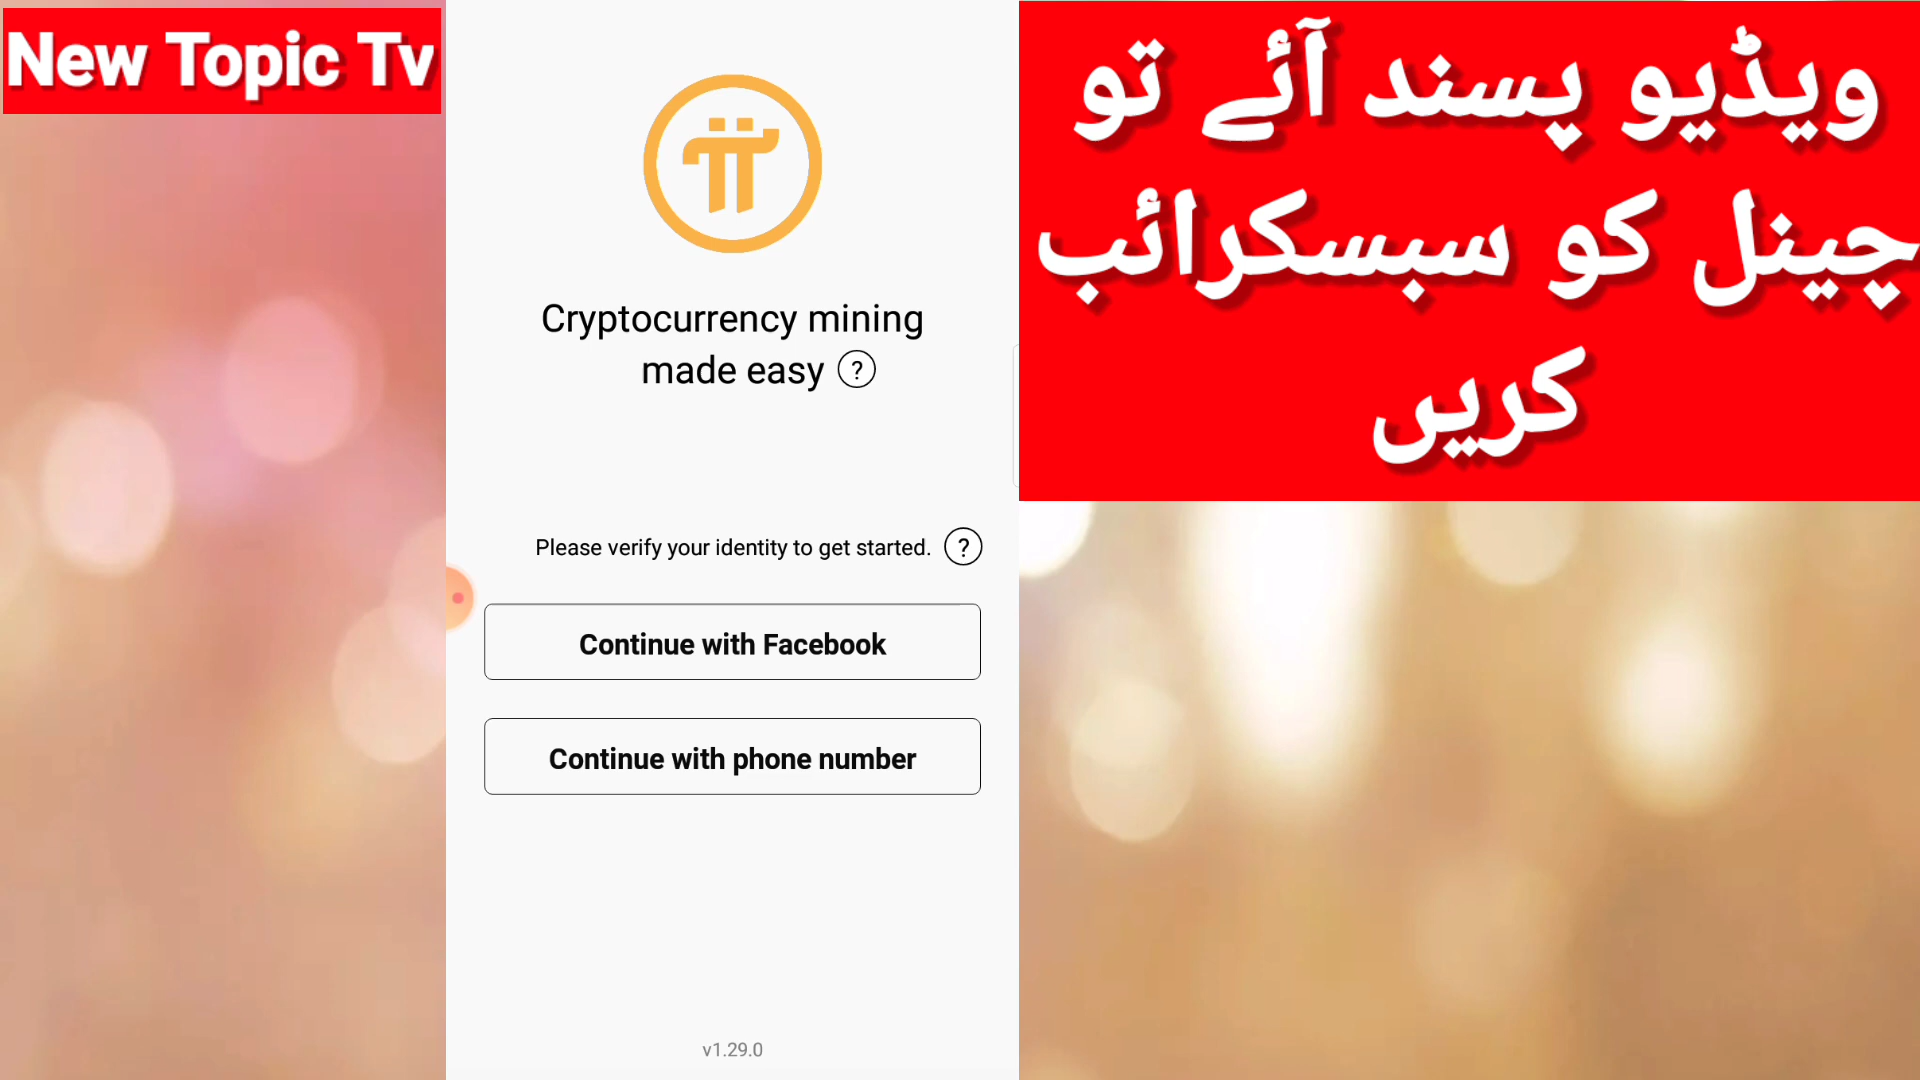 New Topic Tv
Cryptocurrency mining
made easy ?
Please verify your identity to get started. ?
Continue with Facebook
Continue with phone number
v1.29.0
ویڈیو پسند آئے تو
چینل کو سبسکرائب
کریں